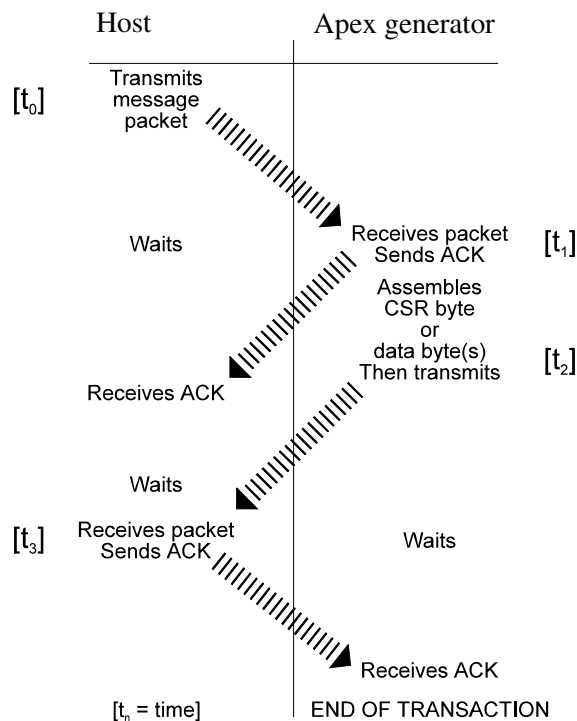 Host
Apex generator
[t0]
Transmits
message
packet
Waits
Receives packet
Sends ACK
[t1]
Assembles
CSR byte
or
data byte(s)
Then transmits
[t2]
Receives ACK
Waits
[t3]
Receives packet
Sends ACK
Waits
Receives ACK
[tn = time]
END OF TRANSACTION